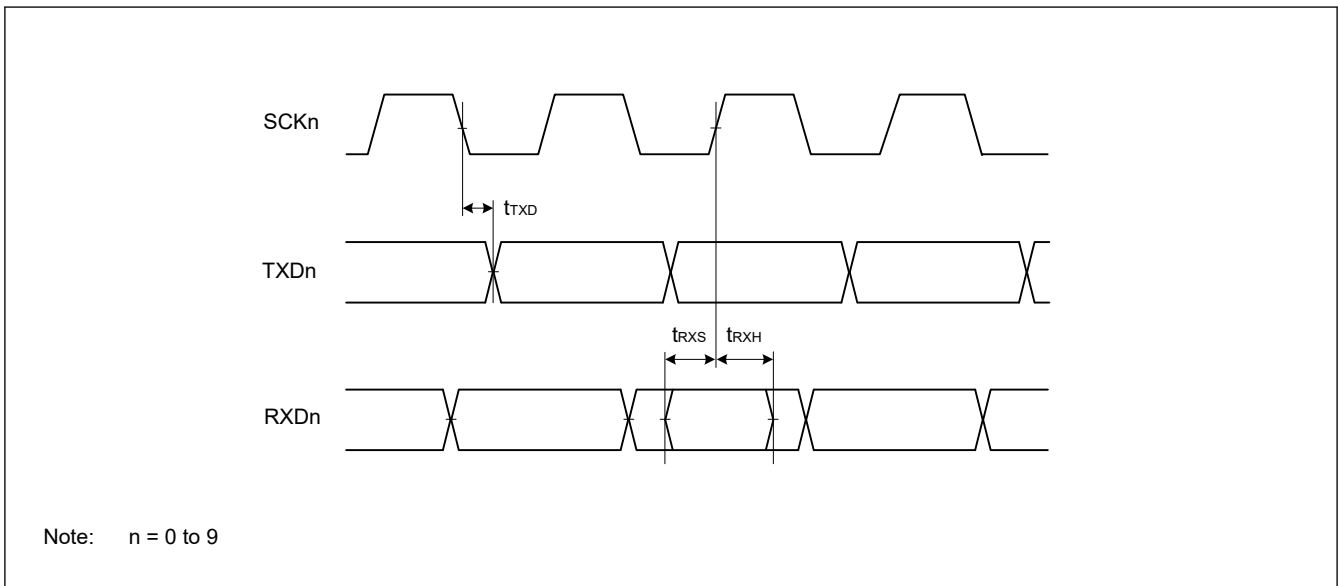 SCKn
tTXD
TXDn
tRXS tRXH
RXDn
Note: n = 0 to 9